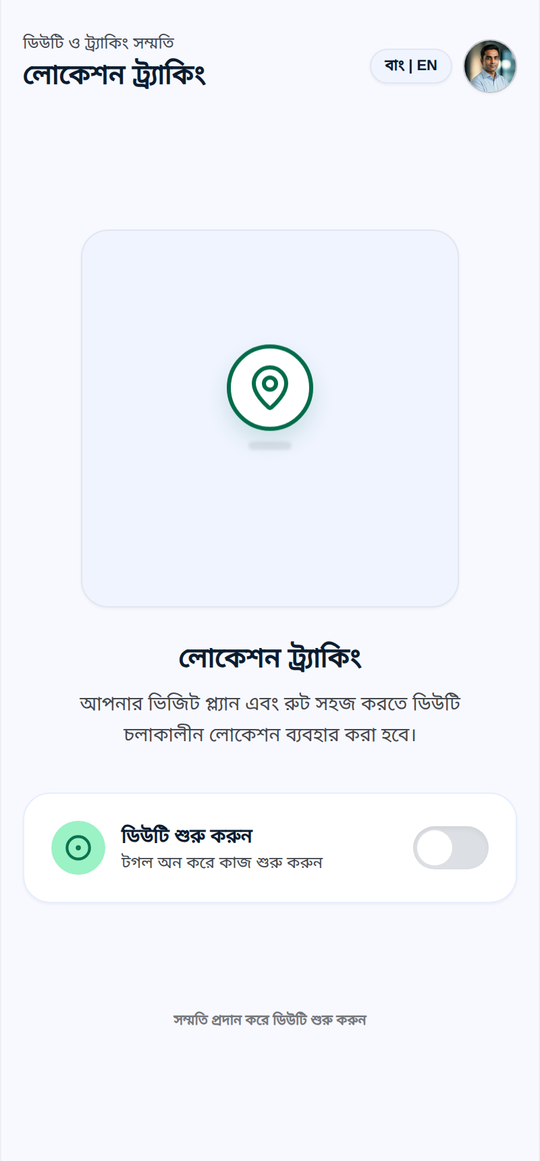 ডিউটি ও ট্র্যাকিং সম্মতি
লোকেশন ট্র্যাকিং
বাং | EN
লোকেশন ট্র্যাকিং
আপনার ভিজিট প্ল্যান এবং রুট সহজ করতে ডিউটি
চলাকালীন লোকেশন ব্যবহার করা হবে।
ডিউটি শুরু করুন
টগল অন করে কাজ শুরু করুন
সম্মতি প্রদান করে ডিউটি শুরু করুন